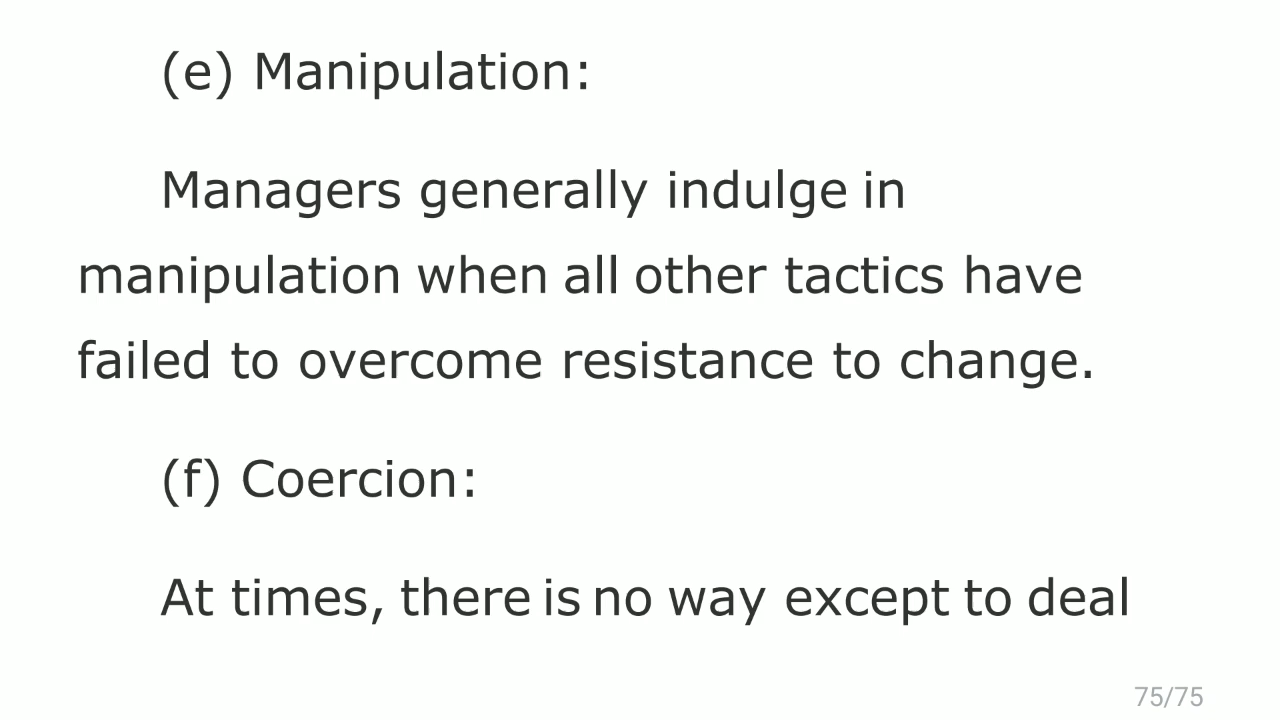 (e) Manipulation:
Managers generally indulge in
manipulation when all other tactics have
failed to overcome resistance to change.
(f) Coercion:
At times, there is no way except to deal
75/75